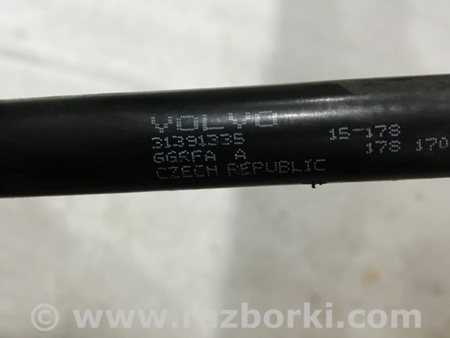 VOLVO
31391335 15-178
GGRFA A 178 170
CZECH REPUBLIC
© www.razborki.com